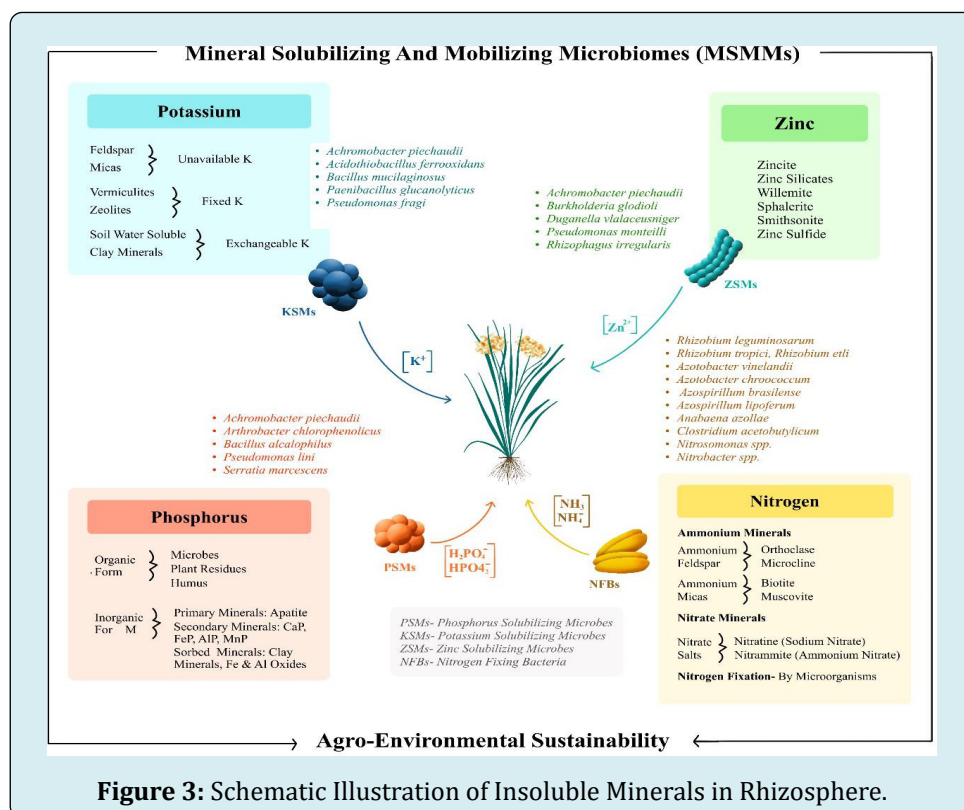 Mineral Solubilizing And Mobilizing Microbiomes (MSMMs)
Potassium
Feldspar
Micas
Unavailable K
Vermiculites
Zeolites
Fixed K
Soil Water Soluble
Clay Minerals
Exchangeable K
• Achromobacter piechaudii
• Acidothiobacillus ferrooxidans
• Bacillus mucilaginosus
• Paenibacillus glucanolyticus
• Pseudomonas fragi
KSMs
[K⁺]
Zinc
Zincite
Zinc Silicates
Willemite
Sphalerite
Smithsonite
Zinc Sulfide
• Achromobacter piechaudii
• Burkholderia glodioli
• Duganella vlalaceusniger
• Pseudomonas monteilli
• Rhizophagus irregularis
ZSMs
[Zn²⁺]
• Rhizobium leguminosarum
• Rhizobium tropici, Rhizobium etli
• Azotobacter vinelandii
• Azotobacter chroococcum
• Azospirillum brasilense
• Azospirillum lipoferum
• Anabaena azollae
• Clostridium acetobutylicum
• Nitrosomonas spp.
• Nitrobacter spp.
• Achromobacter piechaudii
• Arthrobacter chlorophenolicus
• Bacillus alcalophilus
• Pseudomonas lini
• Serratia marcescens
Phosphorus
Organic
Form
Microbes
Plant Residues
Humus
Inorganic
For M
Primary Minerals: Apatite
Secondary Minerals: CaP,
FeP, AlP, MnP
Sorbed Minerals: Clay
Minerals, Fe & Al Oxides
PSMs
[H₂PO₄⁻
HPO4₂⁻]
[NH₃
NH₄⁻]
NFBs
Nitrogen
Ammonium Minerals
Ammonium
Feldspar
Orthoclase
Microcline
Ammonium
Micas
Biotite
Muscovite
Nitrate Minerals
Nitrate
Salts
Nitratine (Sodium Nitrate)
Nitrammite (Ammonium Nitrate)
Nitrogen Fixation- By Microorganisms
PSMs- Phosphorus Solubilizing Microbes
KSMs- Potassium Solubilizing Microbes
ZSMs- Zinc Solubilizing Microbes
NFBs- Nitrogen Fixing Bacteria
Agro-Environmental Sustainability
Figure 3: Schematic Illustration of Insoluble Minerals in Rhizosphere.